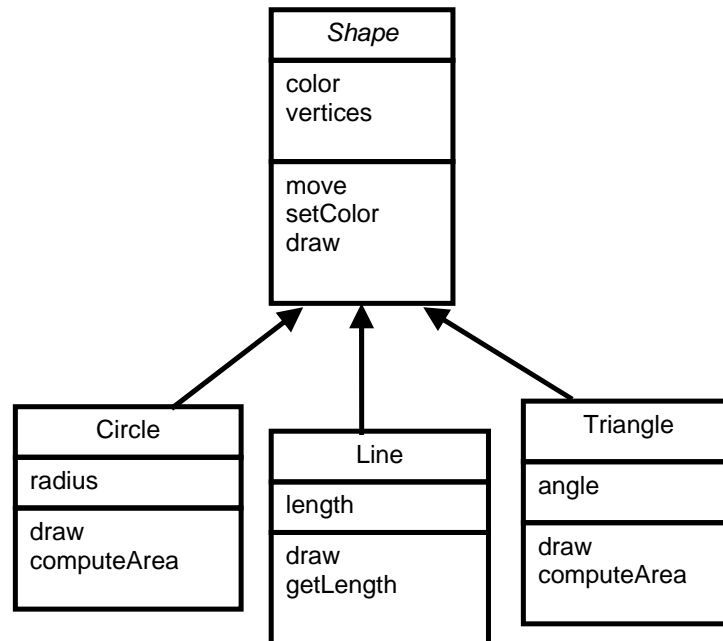 Shape
color
vertices
move
setColor
draw
Circle
radius
draw
computeArea
Line
length
draw
getLength
Triangle
angle
draw
computeArea